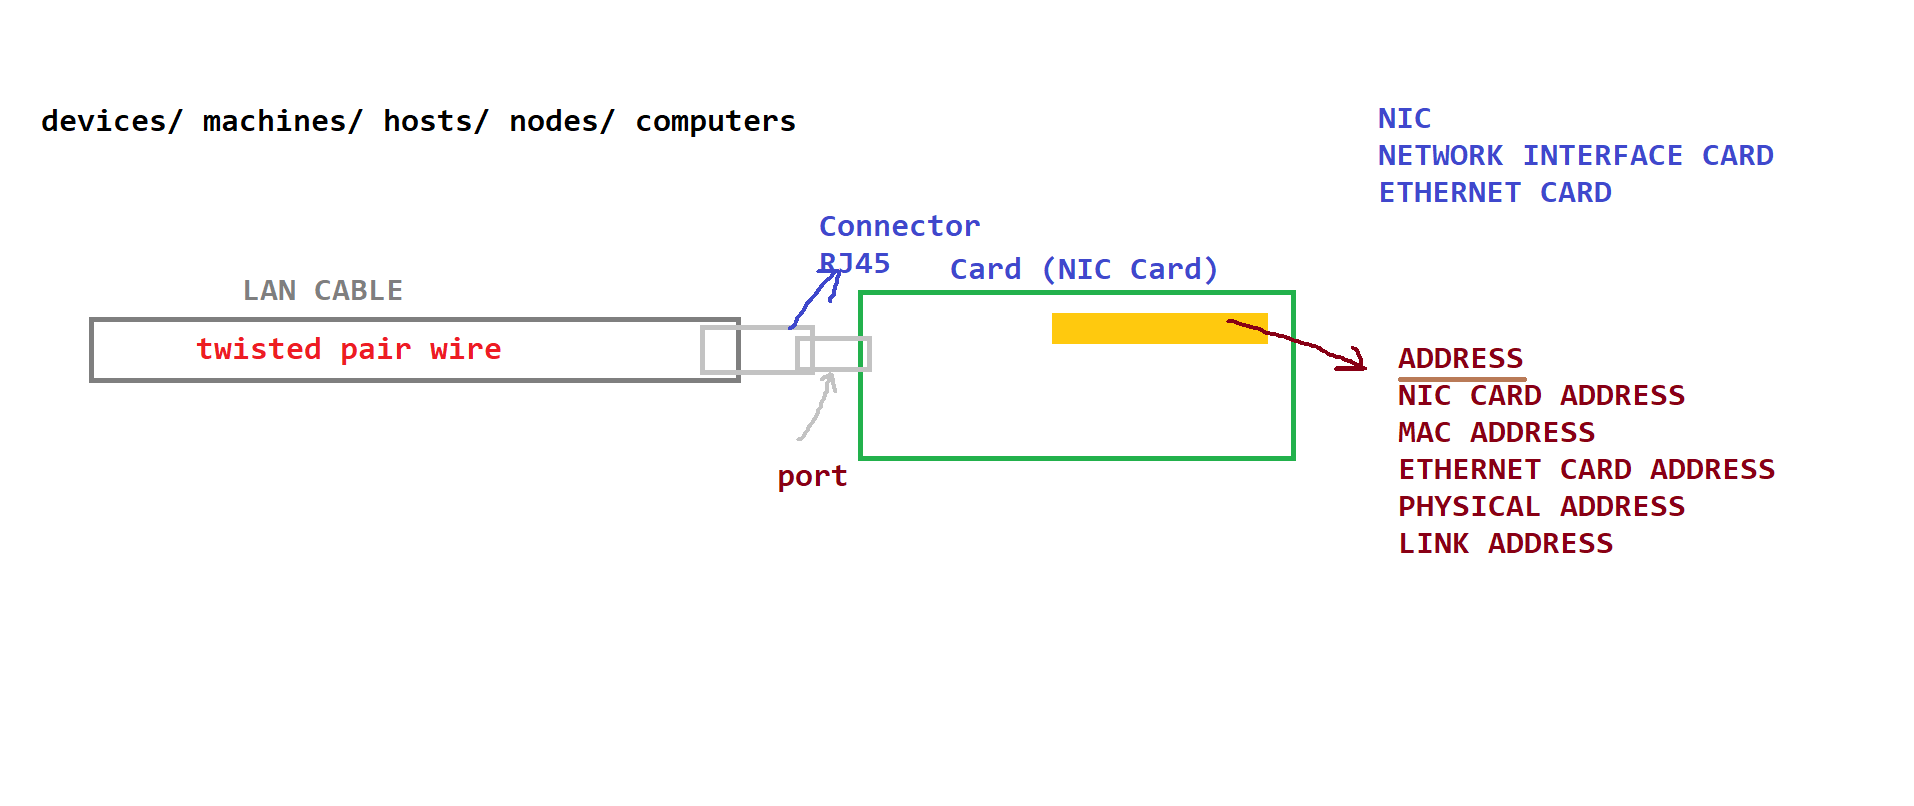 devices/ machines/ hosts/ nodes/ computers
NIC
NETWORK INTERFACE CARD
ETHERNET CARD
Connector
RJ45
Card (NIC Card)
LAN CABLE
twisted pair wire
port
ADDRESS
NIC CARD ADDRESS
MAC ADDRESS
ETHERNET CARD ADDRESS
PHYSICAL ADDRESS
LINK ADDRESS